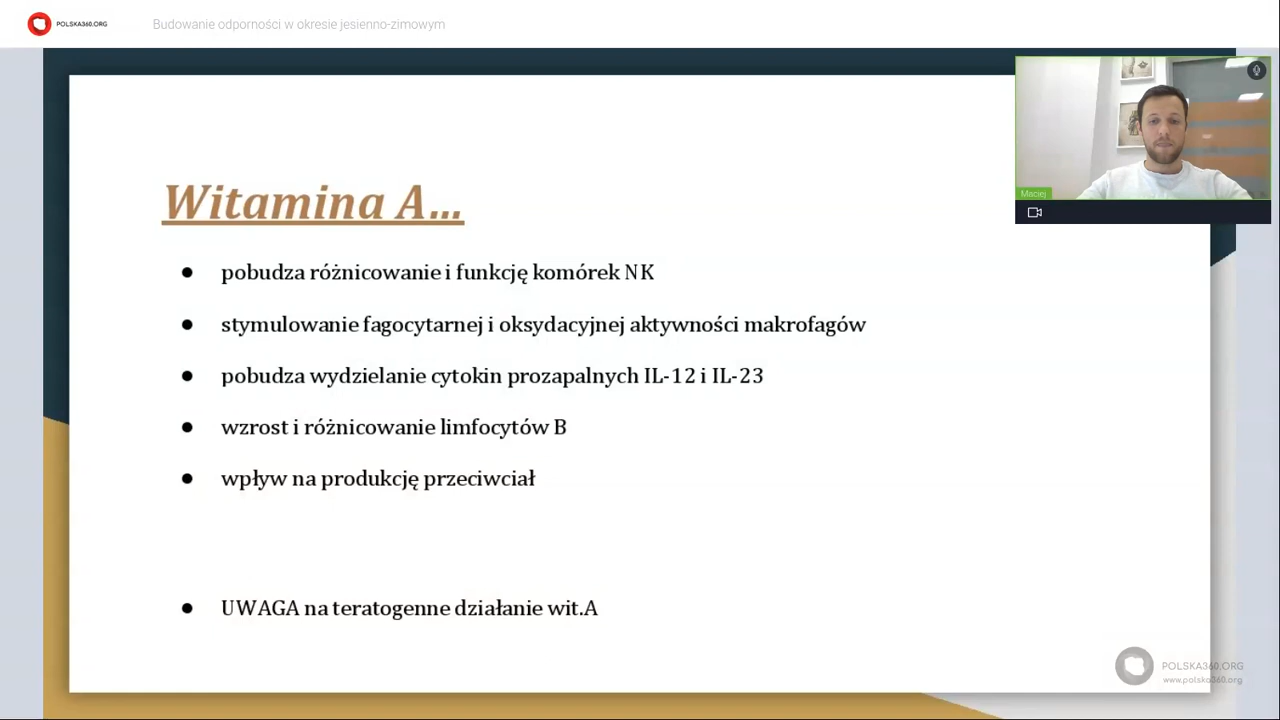 POLSKA360.ORG
Budowanie odporności w okresie jesienno-zimowym
Maciej
Witamina A...
● pobudza różnicowanie i funkcję komórek NK
● stymulowanie fagocytarnej i oksydacyjnej aktywności makrofagów
● pobudza wydzielanie cytokin prozapalnych IL-12 i IL-23
● wzrost i różnicowanie limfocytów B
● wpływ na produkcję przeciwciał
● UWAGA na teratogenne działanie wit.A
POLSKA360.ORG
www.polska360.org